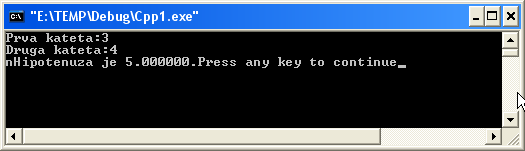 "E:\TEMP\Debug\Cpp1.exe"
Prva kateta:3
Druga kateta:4
nHipotenuza je 5.000000.Press any key to continue_